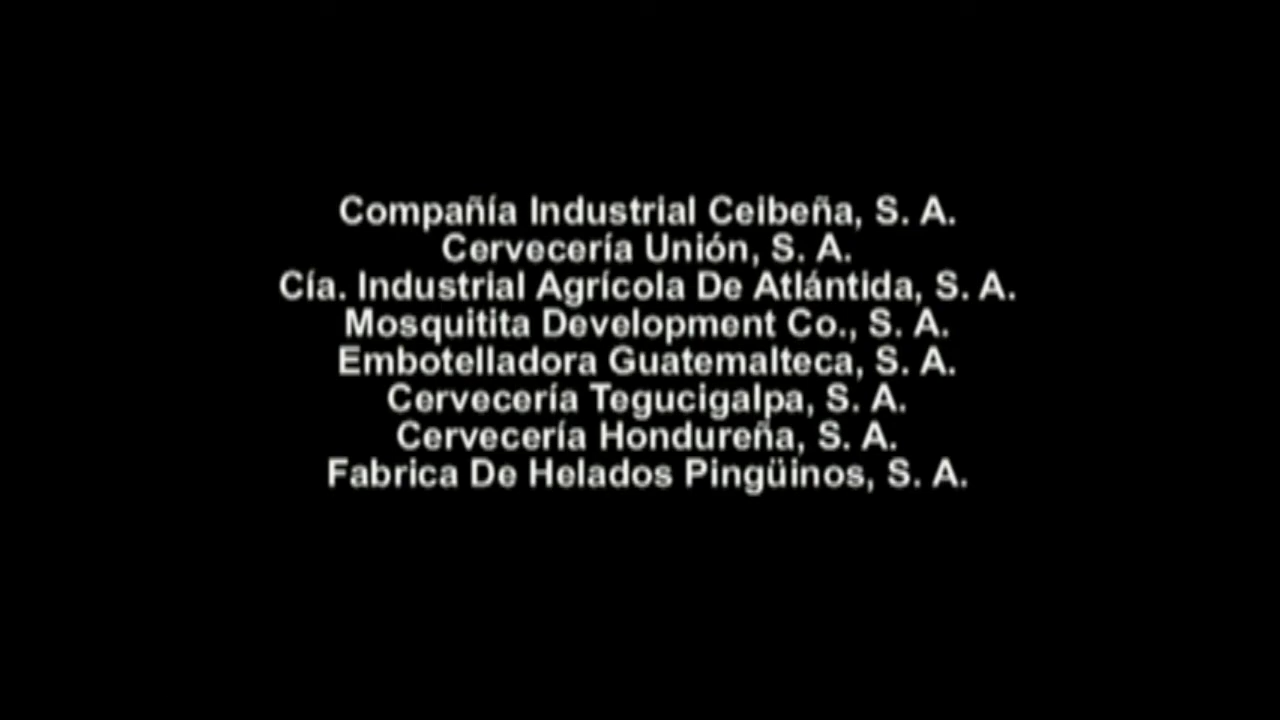 Compañía Industrial Ceibeña, S. A.
Cervecería Unión, S. A.
Cía. Industrial Agrícola De Atlántida, S. A.
Mosquitita Development Co., S. A.
Embotelladora Guatemalteca, S. A.
Cervecería Tegucigalpa, S. A.
Cervecería Hondureña, S. A.
Fabrica De Helados Pingüinos, S. A.